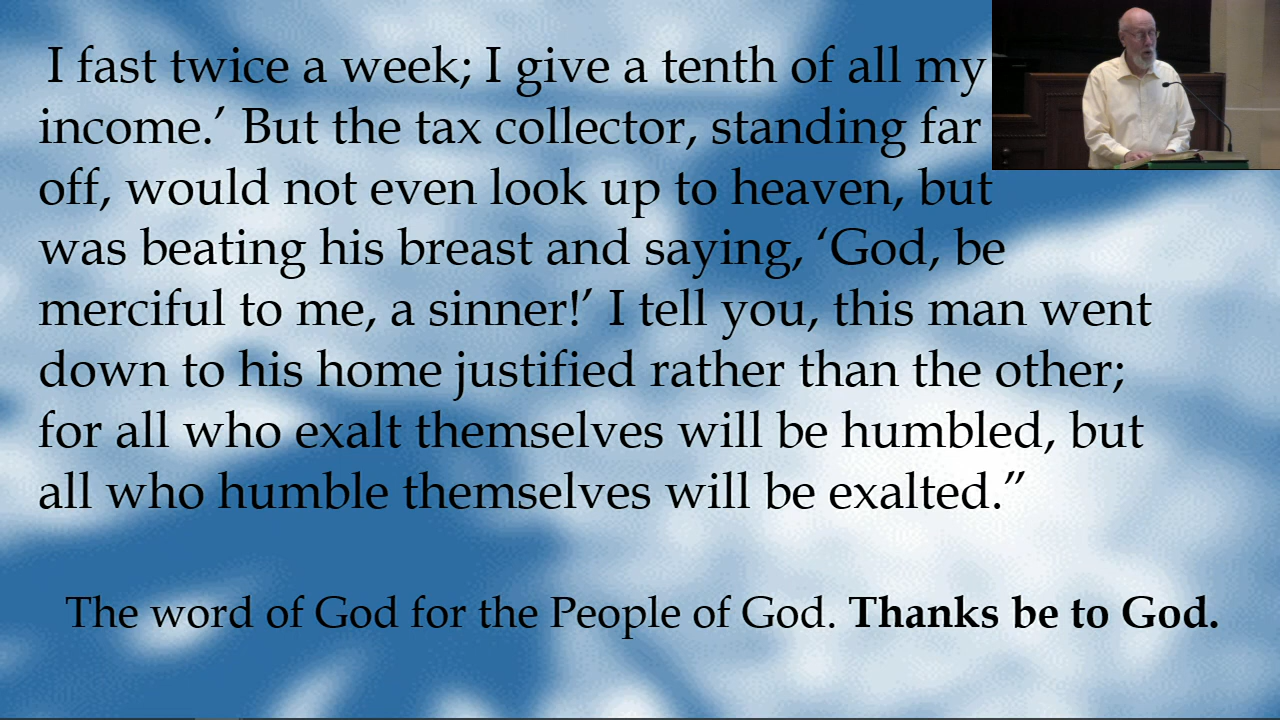 I fast twice a week; I give a tenth of all my
income.’ But the tax collector, standing far
off, would not even look up to heaven, but
was beating his breast and saying, ‘God, be
merciful to me, a sinner!’ I tell you, this man went
down to his home justified rather than the other;
for all who exalt themselves will be humbled, but
all who humble themselves will be exalted.”
The word of God for the People of God. Thanks be to God.